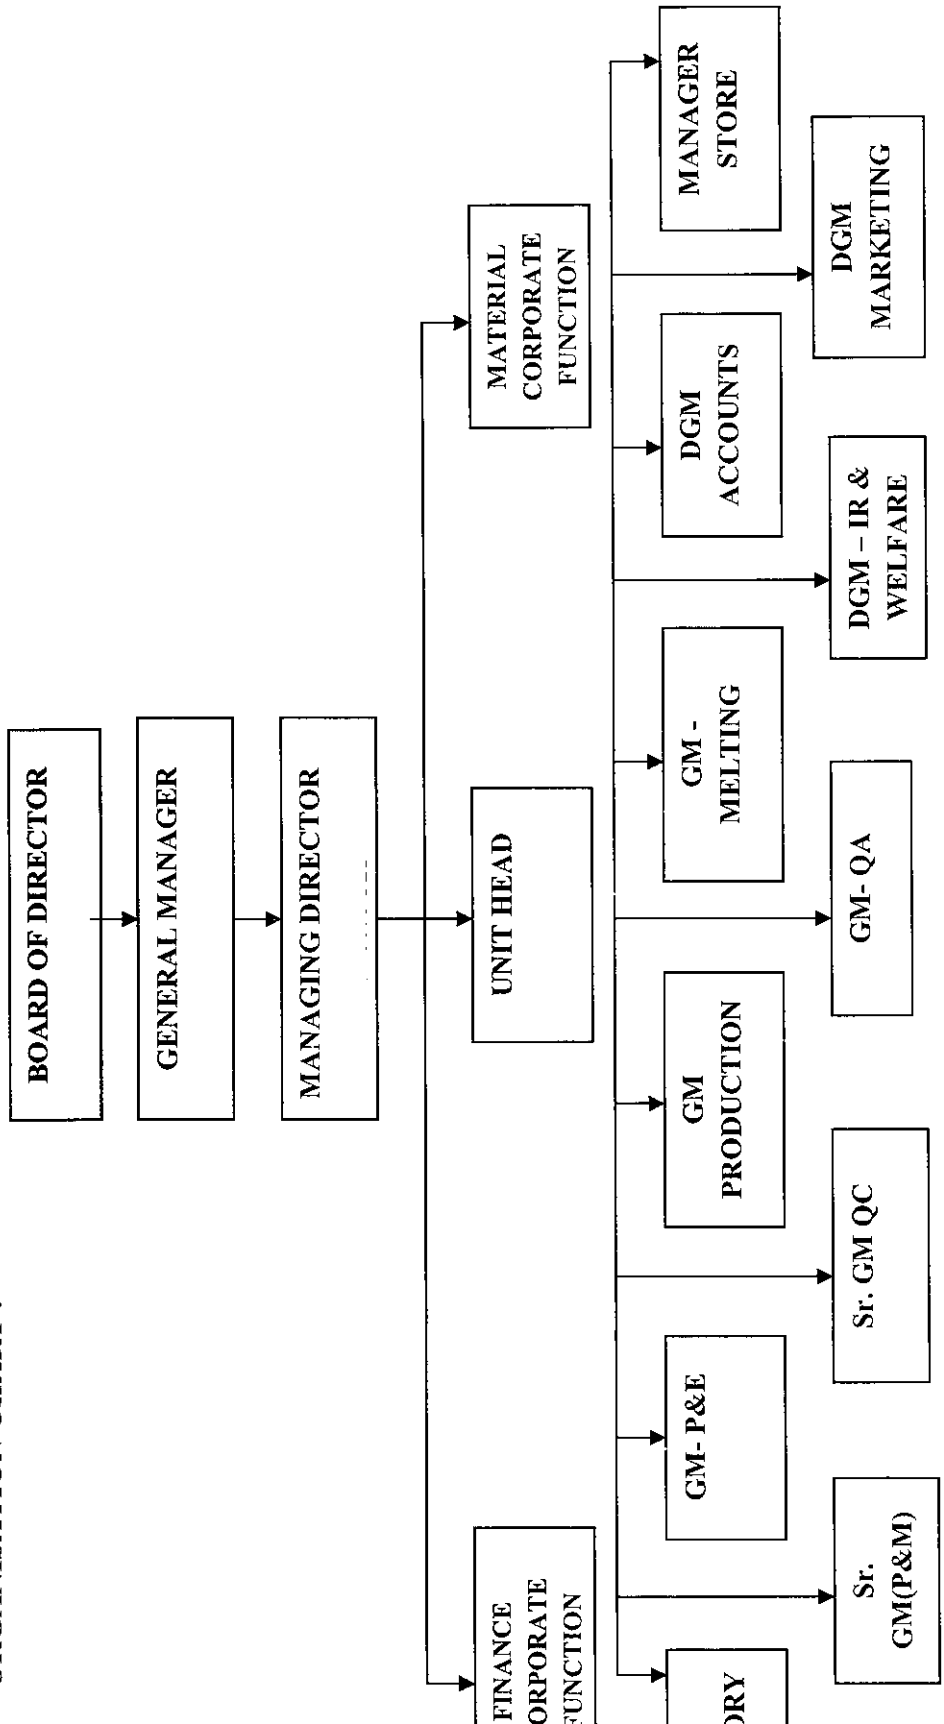 BOARD OF DIRECTOR
GENERAL MANAGER
MANAGING DIRECTOR
FINANCE
ORPORATE
FUNCTION
UNIT HEAD
MATERIAL
CORPORATE
FUNCTION
ORY
GM- P&E
GM
PRODUCTION
GM -
MELTING
DGM
ACCOUNTS
MANAGER
STORE
Sr.
GM(P&M)
Sr. GM QC
GM- QA
DGM – IR &
WELFARE
DGM
MARKETING